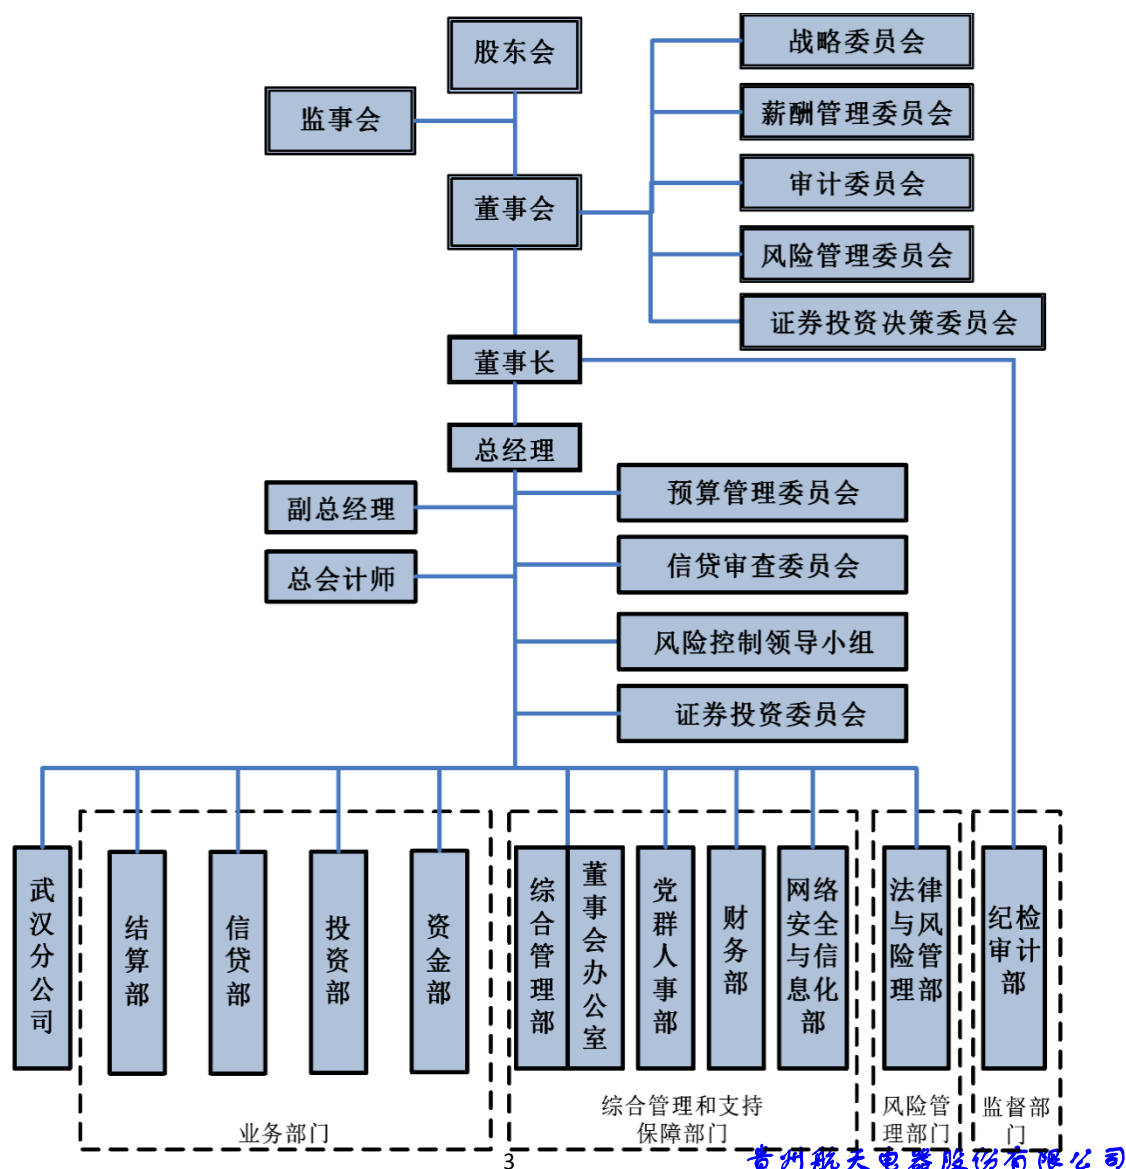 股东会
战略委员会
监事会
薪酬管理委员会
董事会
审计委员会
风险管理委员会
证券投资决策委员会
董事长
总经理
副总经理
预算管理委员会
总会计师
信贷审查委员会
风险控制领导小组
证券投资委员会
武汉分公司
结算部
信贷部
投资部
资金部
综合管理部
董事会办公室
党群人事部
财务部
网络安全与信息化部
法律与风险管理部
纪检审计部
业务部门
综合管理和支持
保障部门
风险管
理部门
监督部
门
3
贵州航天电器股份有限公司